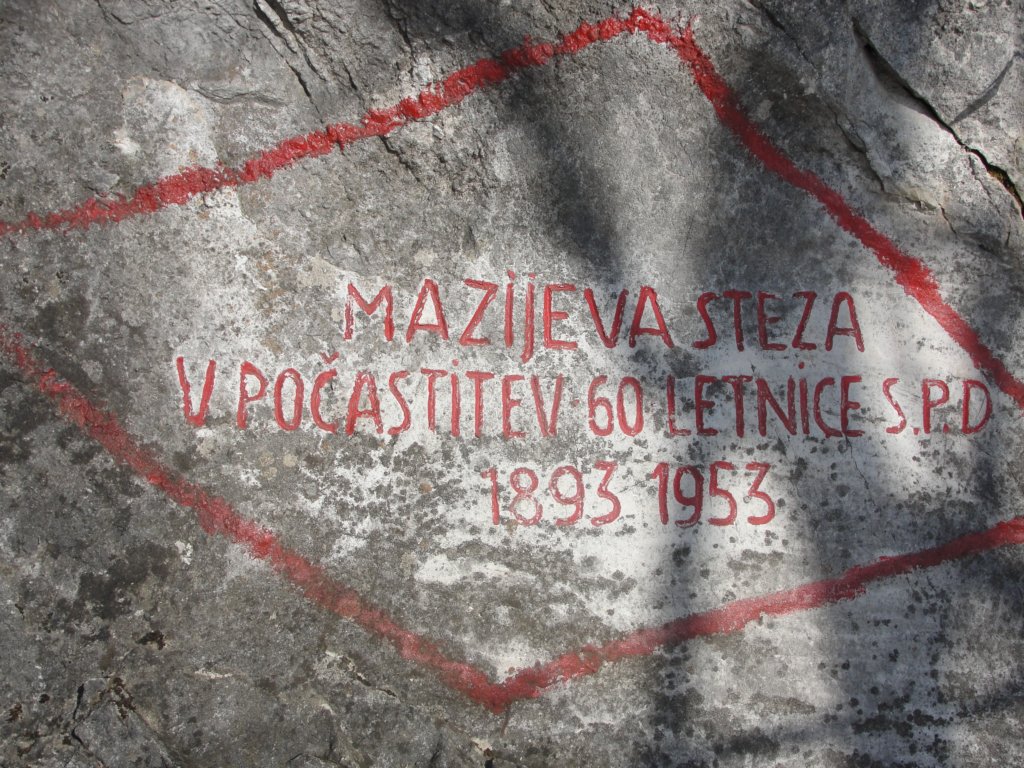 MAZIJEVA STEZA
V POČASTITEV 60 LETNICE S.P.D
1893 1953